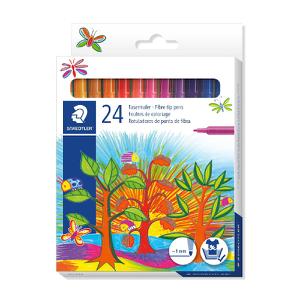 STAEDTLER
24
Fasermaler · Fibre-tip pens
Feutres de coloriage
Rotuladores de punta de fibra
~1 mm